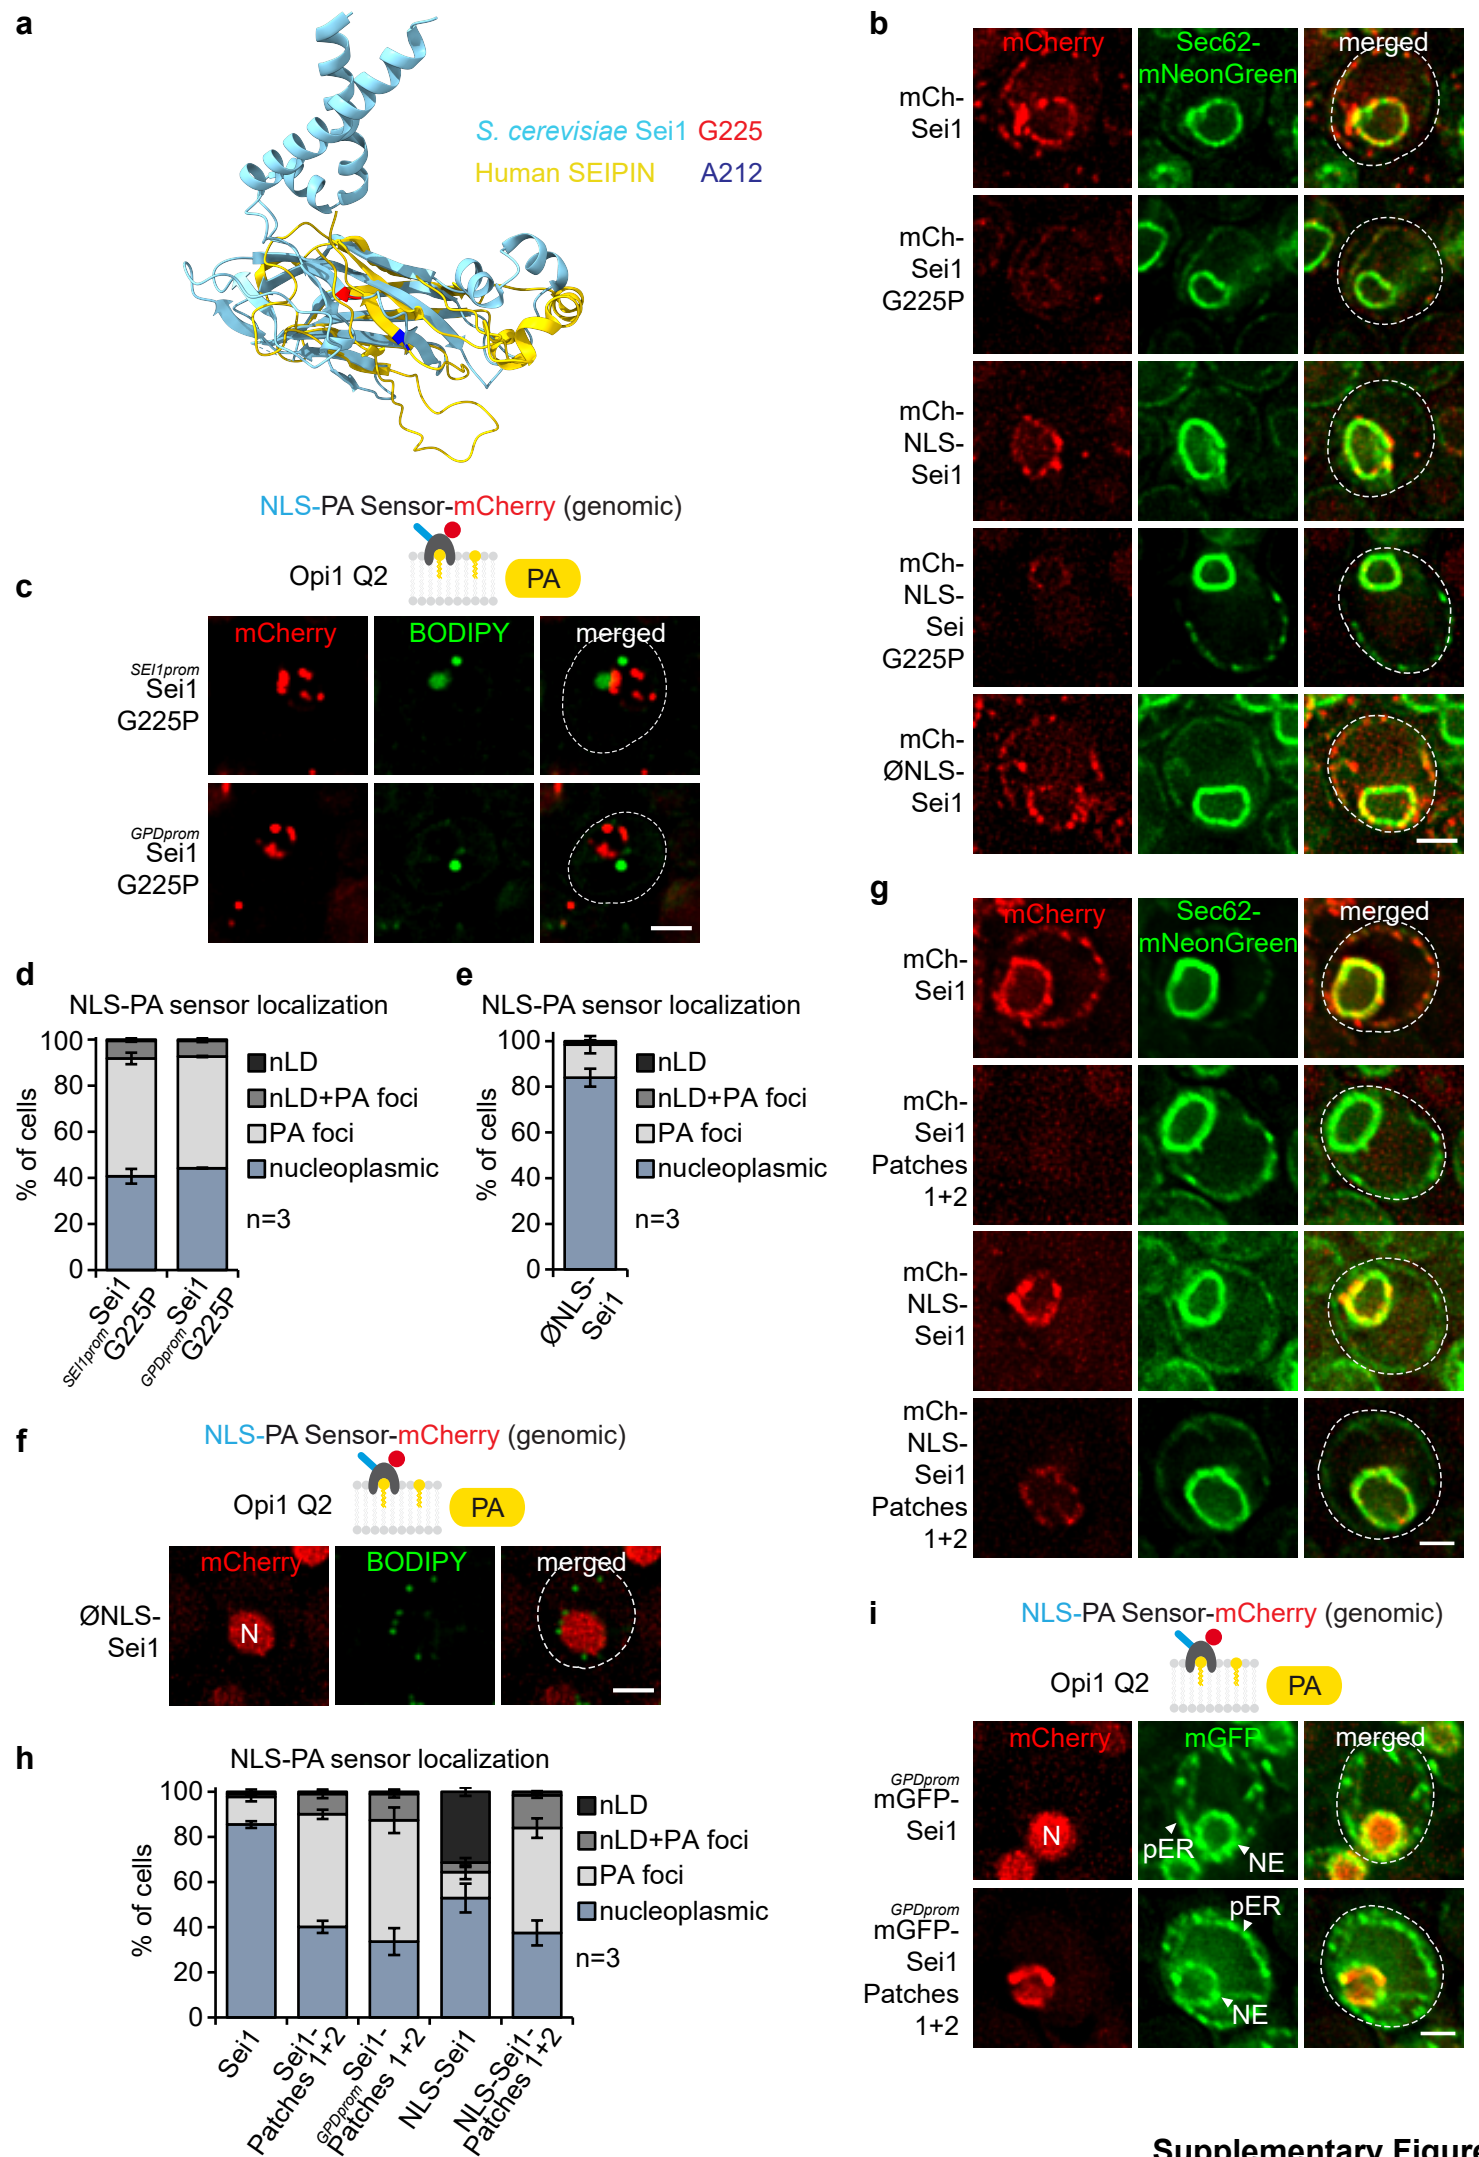 a
S. cerevisiae Sei1 G225
Human SEIPIN A212
b
mCherry
Sec62-
mNeonGreen
merged
mCh-
Sei1
mCh-
Sei1
G225P
mCh-
NLS-
Sei1
mCh-
NLS-
Sei
G225P
mCh-
ØNLS-
Sei1
NLS-PA Sensor-mCherry (genomic)
Opi1 Q2
PA
c
mCherry
BODIPY
merged
SEI1prom
Sei1
G225P
GPDprom
Sei1
G225P
d
NLS-PA sensor localization
% of cells
100
80
60
40
20
0
nLD
nLD+PA foci
PA foci
nucleoplasmic
n=3
SEI1prom Sei1
G225P
GPDprom Sei1
G225P
e
NLS-PA sensor localization
% of cells
100
80
60
40
20
0
nLD
nLD+PA foci
PA foci
nucleoplasmic
n=3
ØNLS-
Sei1
f
NLS-PA Sensor-mCherry (genomic)
Opi1 Q2
PA
mCherry
BODIPY
merged
ØNLS-
Sei1
N
g
mCherry
Sec62-
mNeonGreen
merged
mCh-
Sei1
mCh-
Sei1
Patches
1+2
mCh-
NLS-
Sei1
mCh-
NLS-
Sei1
Patches
1+2
h
NLS-PA sensor localization
% of cells
100
80
60
40
20
0
nLD
nLD+PA foci
PA foci
nucleoplasmic
n=3
Sei1
Sei1-
Patches 1+2
GPDprom Sei1-
Patches 1+2
NLS-Sei1
NLS-Sei1-
Patches 1+2
i
NLS-PA Sensor-mCherry (genomic)
Opi1 Q2
PA
mCherry
mGFP
merged
GPDprom
mGFP-
Sei1
N
pER
NE
GPDprom
mGFP-
Sei1
Patches
1+2
pER
NE
Supplementary Figure